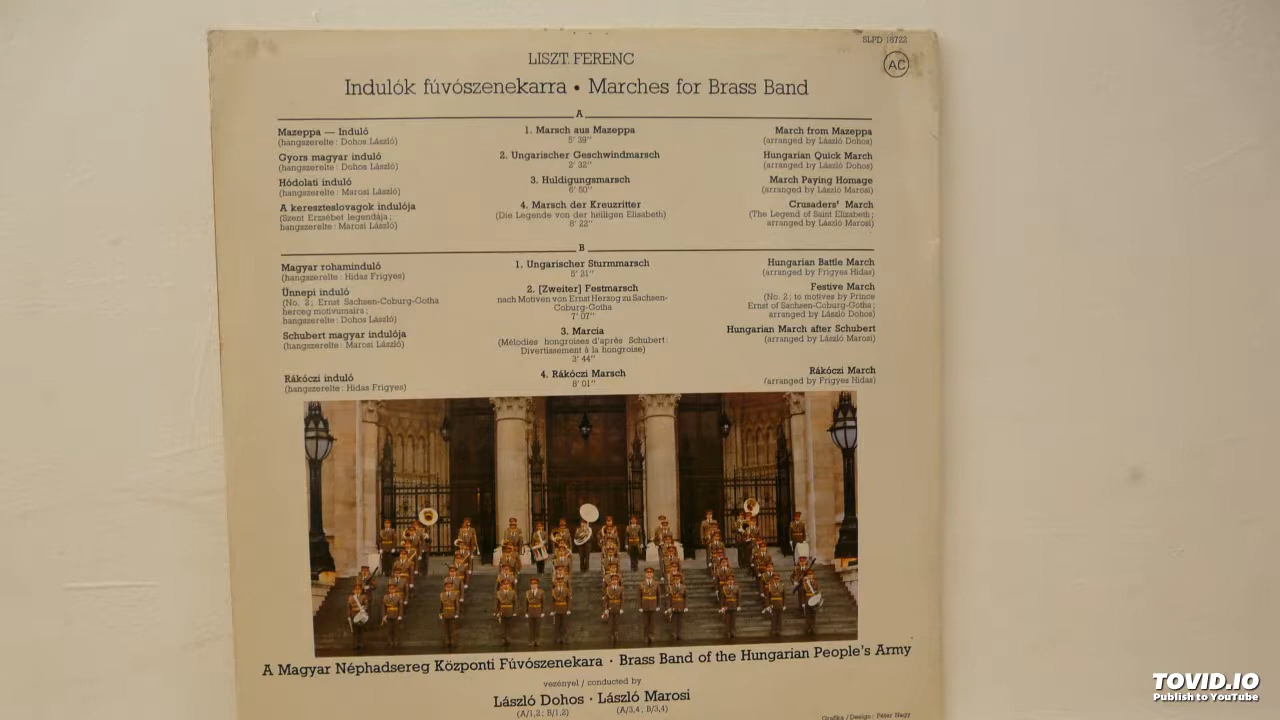 SLPD 16722
AC
LISZT FERENC
Indulók fúvószenekarra • Marches for Brass Band
A
Mazeppa — Induló
(hangszerelte: Dohos László)
1. Marsch aus Mazeppa
5' 39"
March from Mazeppa
(arranged by László Dohos)
Gyors magyar induló
(hangszerelte: Dohos László)
2. Ungarischer Geschwindmarsch
2' 32"
Hungarian Quick March
(arranged by László Dohos)
Hódolati induló
(hangszerelte: Marosi László)
3. Huldigungsmarsch
6' 50"
March Paying Homage
(arranged by László Marosi)
A kereszteslovagok indulója
(Szent Erzsébet legendája;
hangszerelte: Marosi László)
4. Marsch der Kreuzritter
(Die Legende von der heiligen Elisabeth)
8' 22"
Crusaders' March
(The Legend of Saint Elizabeth;
arranged by László Marosi)
B
Magyar rohaminduló
(hangszerelte: Hidas Frigyes)
1. Ungarischer Sturmmarsch
5' 21"
Hungarian Battle March
(arranged by Frigyes Hidas)
Ünnepi induló
(No. 2; Ernst Sachsen-Coburg-Gotha
herceg motívumaira;
hangszerelte: Dohos László)
2. [Zweiter] Festmarsch
nach Motiven von Ernst Herzog zu Sachsen-
Coburg-Gotha
7' 07"
Festive March
(No. 2; to motives by Prince
Ernst of Sachsen-Coburg-Gotha;
arranged by László Dohos)
Schubert magyar indulója
(hangszerelte: Marosi László)
3. Marcia
(Mélodies hongroises d'après Schubert:
Divertissement à la hongroise)
3' 44"
Hungarian March after Schubert
(arranged by László Marosi)
Rákóczi induló
(hangszerelte: Hidas Frigyes)
4. Rákóczi Marsch
8' 01"
Rákóczi March
(arranged by Frigyes Hidas)
A Magyar Néphadsereg Központi Fúvószenekara · Brass Band of the Hungarian People's Army
vezényel / conducted by
László Dohos · László Marosi
(A/1,2; B/1,2) (A/3,4; B/3,4)
Grafika / Design: Péter Nagy
TOVID.IO
Publish to YouTube